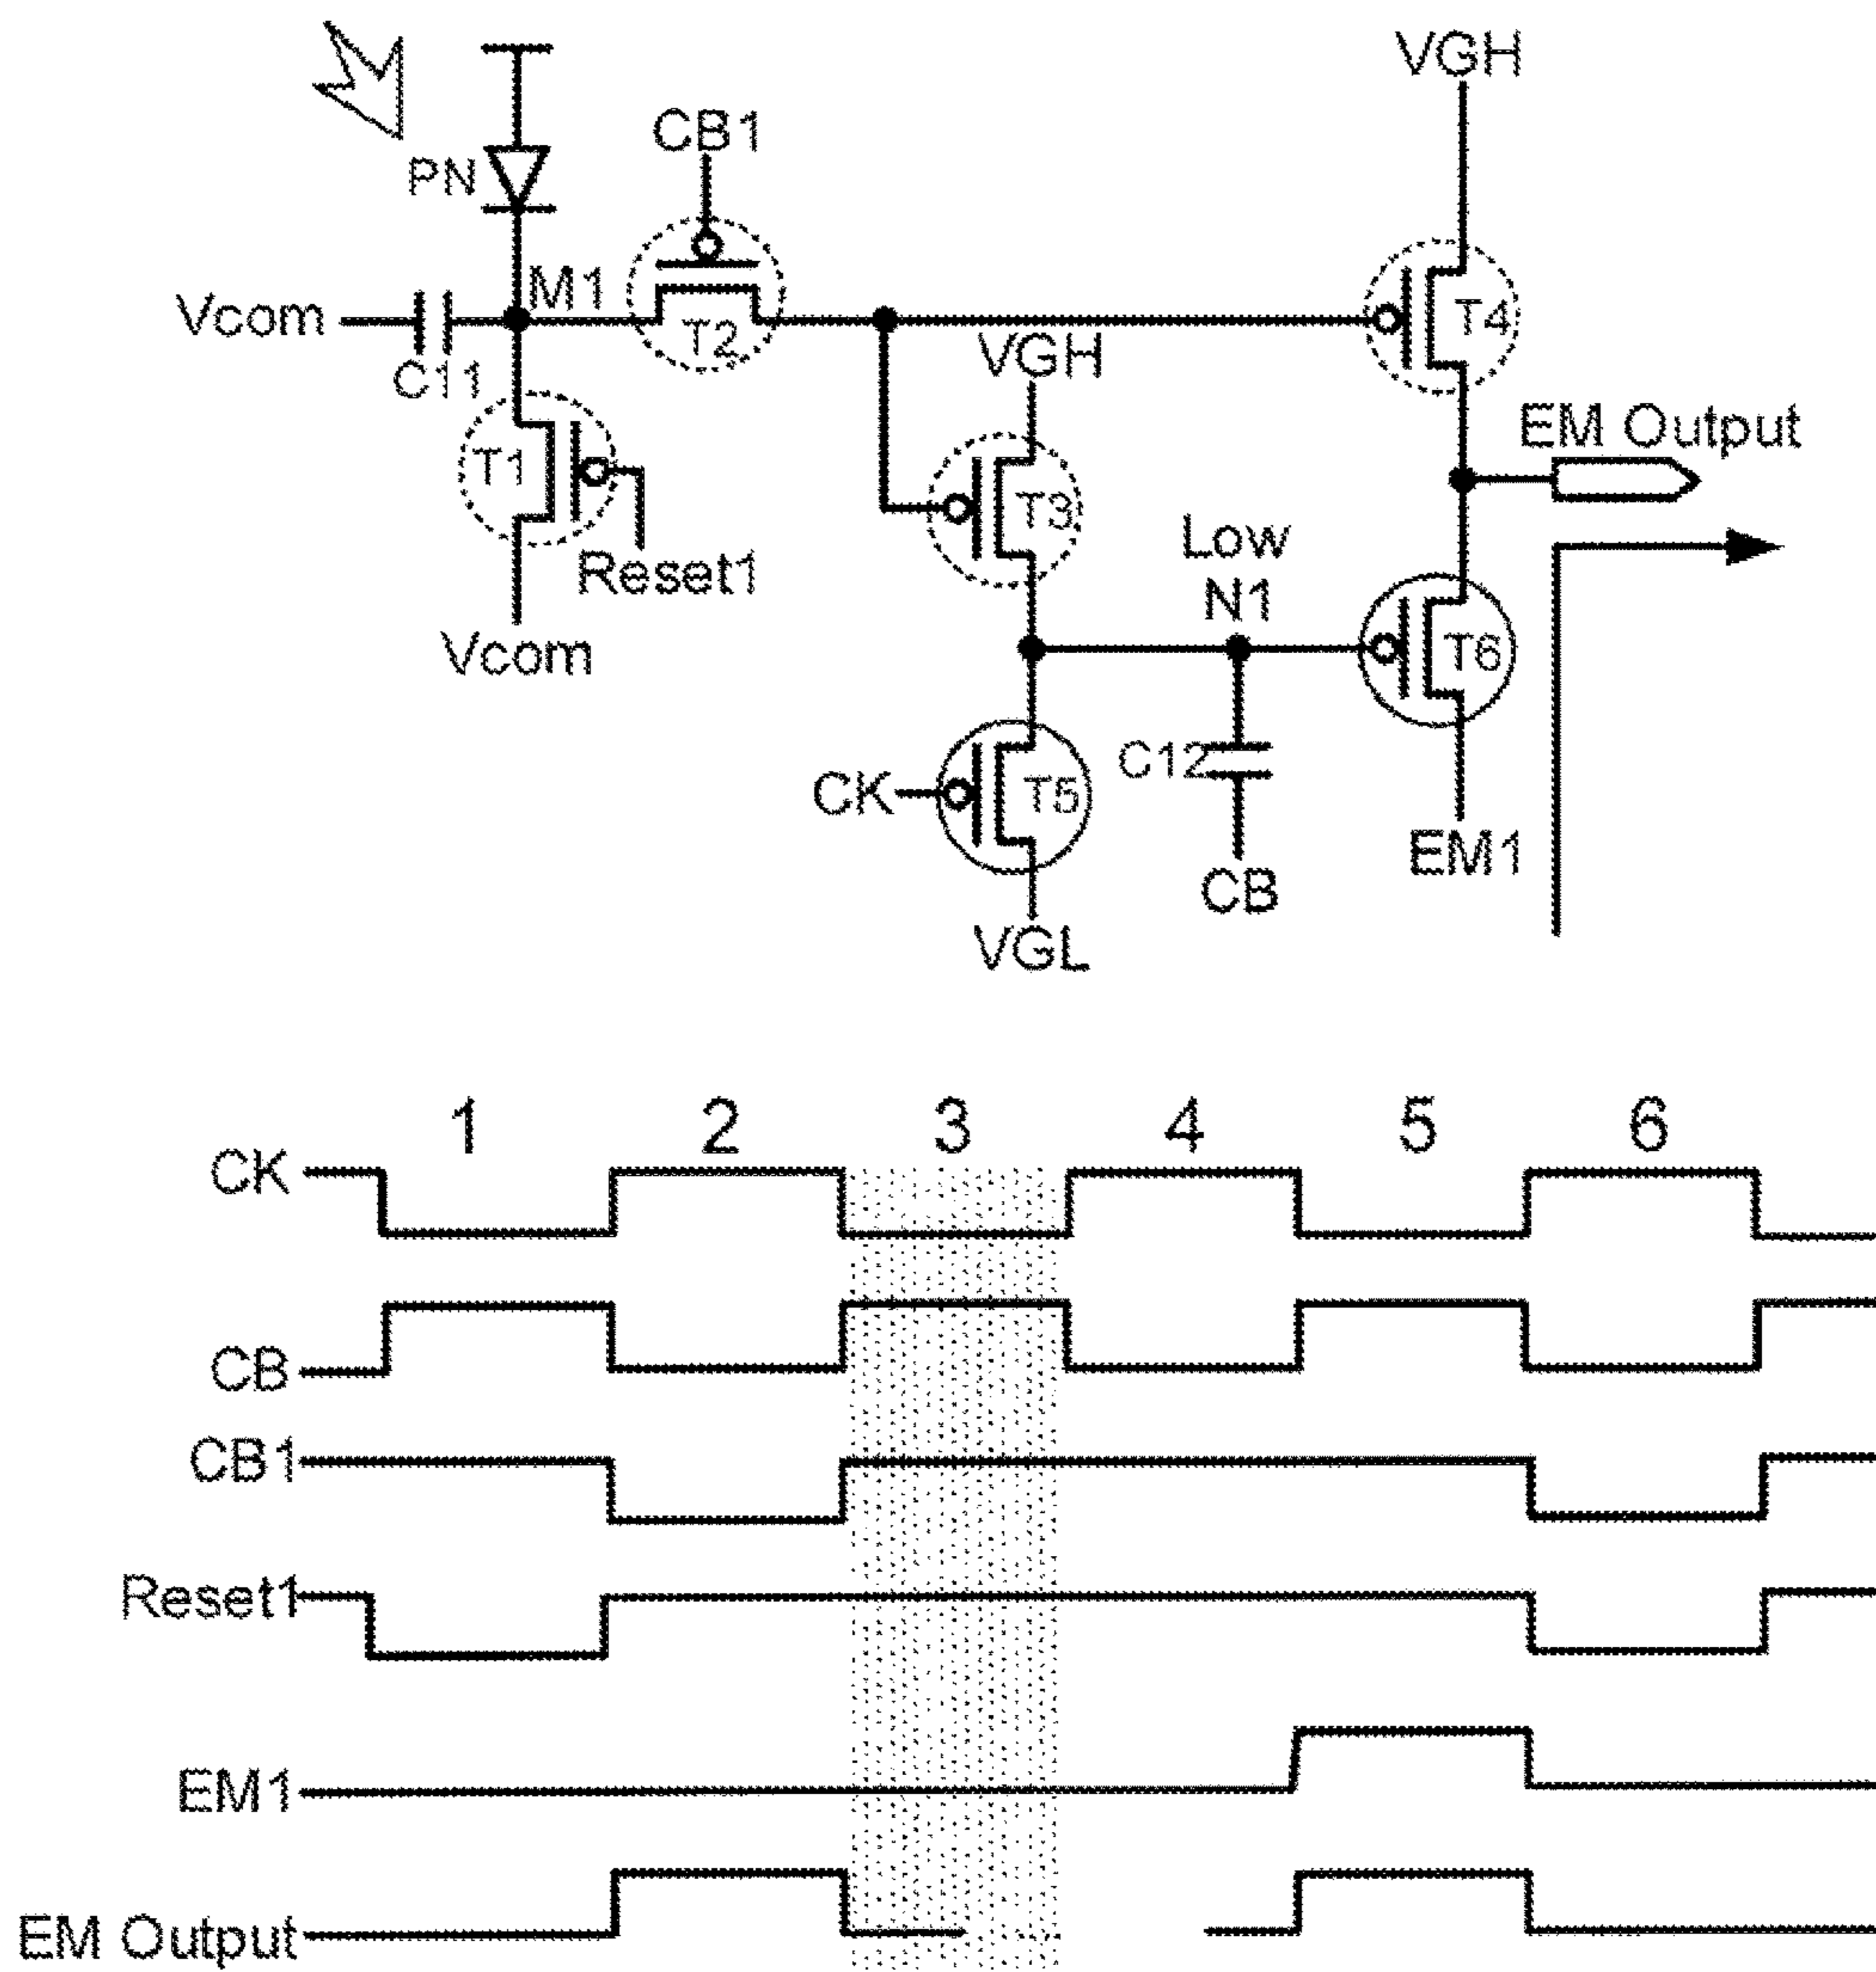 VGH
CB1
PN
M1
Vcom
T2
T4
C11
VGH
EM Output
T1
T3
Low
N1
Reset1
Vcom
T6
CK
T5
C12
EM1
CB
VGL
1 2 3 4 5 6
CK
CB
CB1
Reset1
EM1
EM Output